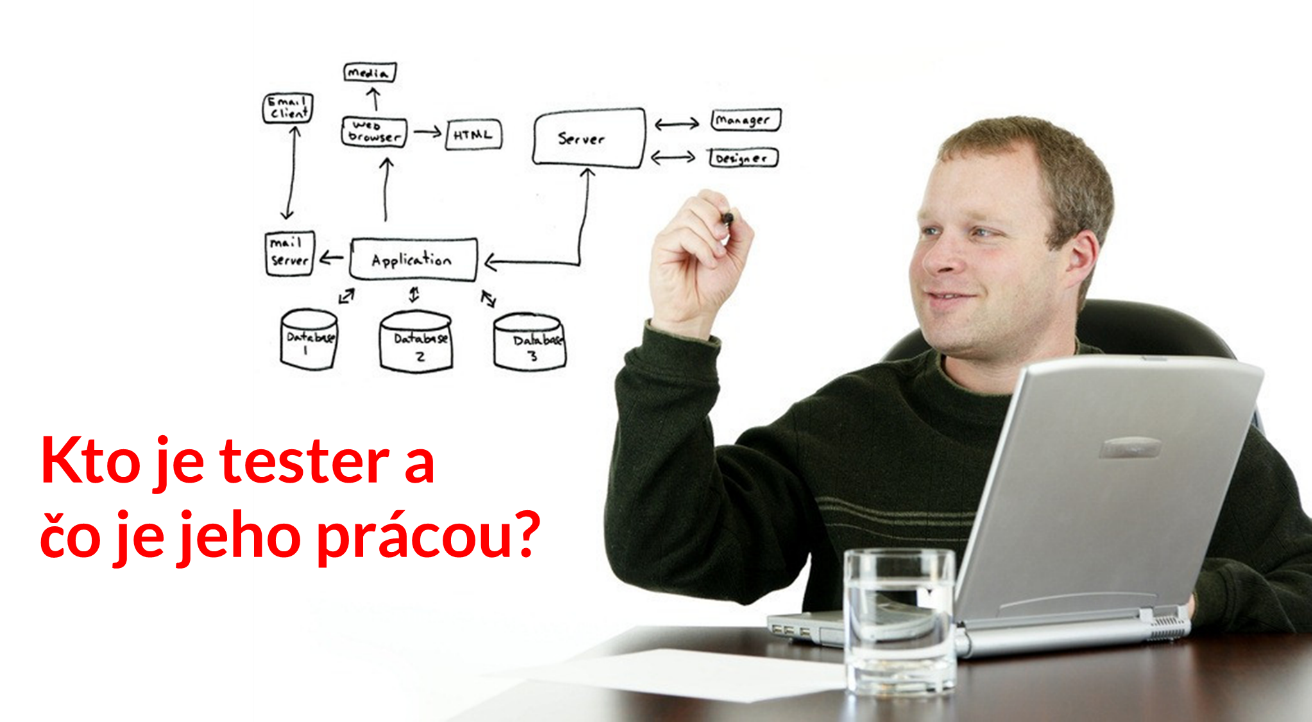 Media
Email
Client
Web
browser
HTML
Server
Manager
Designer
Mail
server
Application
Database
1
Database
2
Database
3
Kto je tester a
čo je jeho prácou?